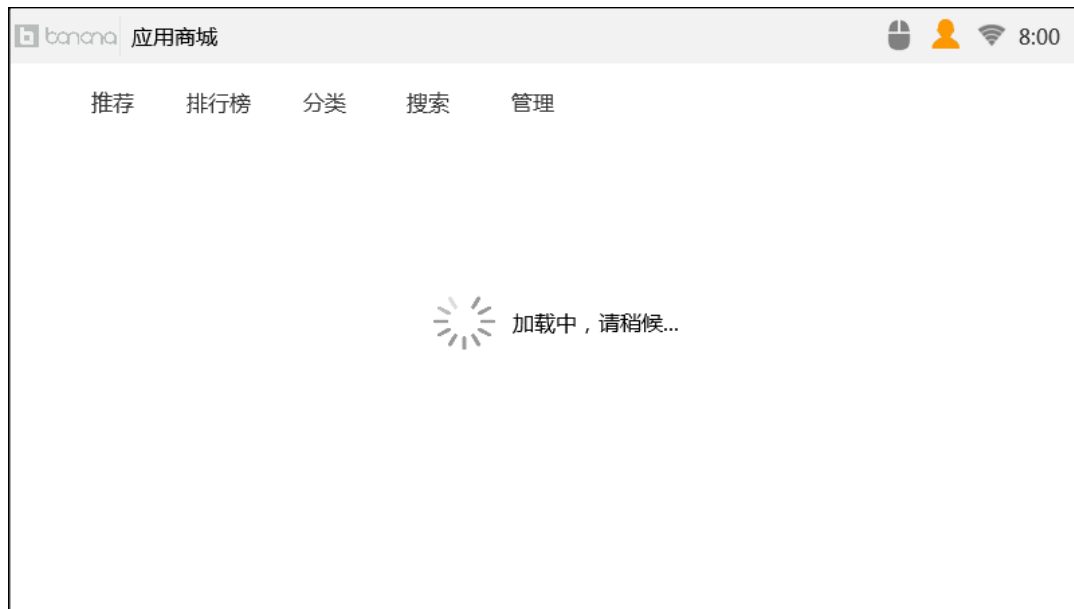 banana 应用商城 8:00
推荐 排行榜 分类 搜索 管理
加载中，请稍候...